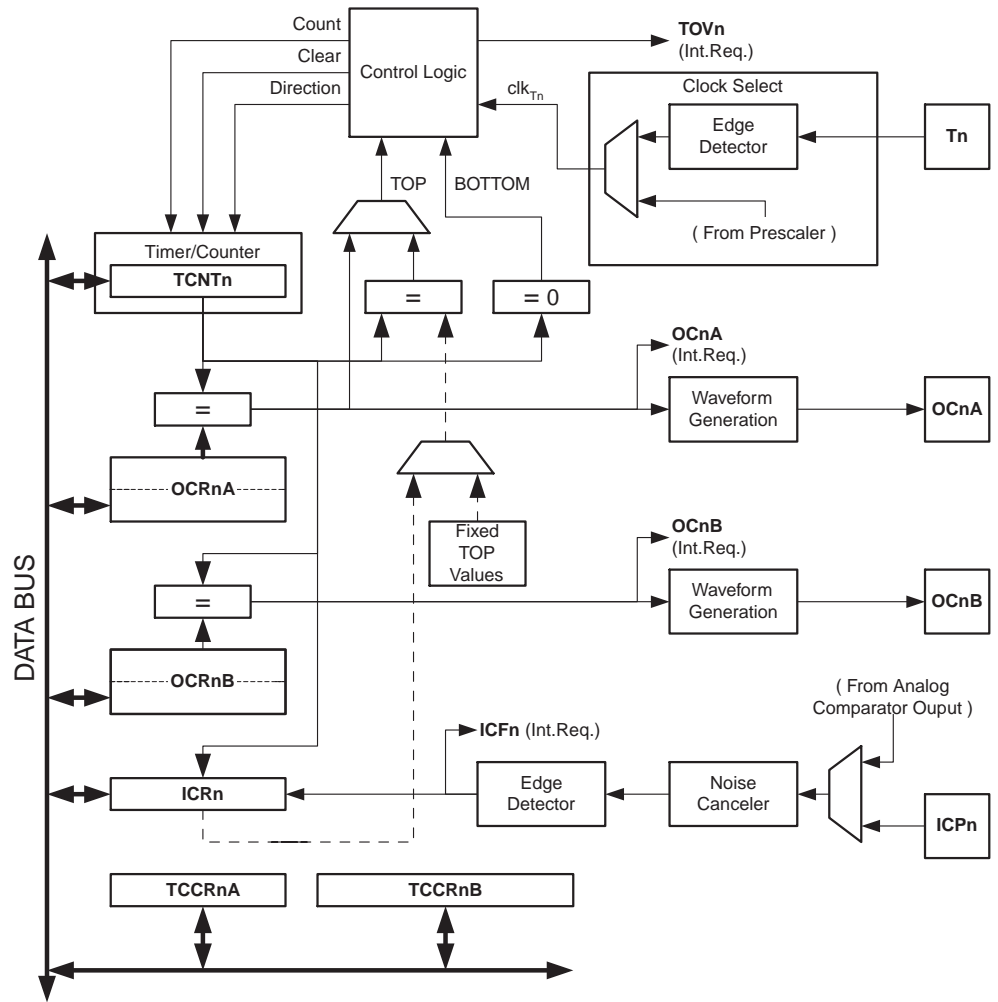 Count
Clear
Direction
Control Logic
TOVn
(Int.Req.)
clkTn
Clock Select
Edge
Detector
Tn
( From Prescaler )
TOP
BOTTOM
Timer/Counter
TCNTn
=
= 0
OCnA
(Int.Req.)
=
Waveform
Generation
OCnA
OCRnA
Fixed
TOP
Values
OCnB
(Int.Req.)
=
Waveform
Generation
OCnB
OCRnB
DATA BUS
( From Analog
Comparator Ouput )
ICFn (Int.Req.)
ICRn
Edge
Detector
Noise
Canceler
ICPn
TCCRnA
TCCRnB